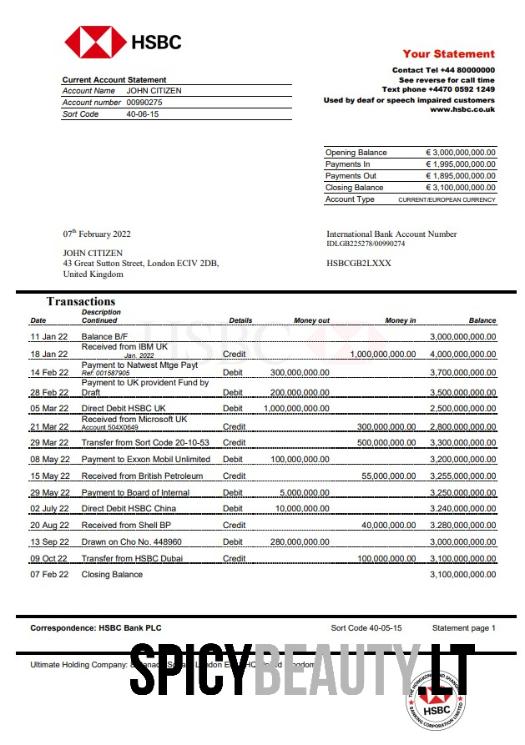 HSBC
Your Statement
Contact Tel +44 80000000
See reverse for call time
Text phone +4470 0592 1249
Used by deaf or speech impaired customers
www.hsbc.co.uk
Current Account Statement
Account Name JOHN CITIZEN
Account number 00990275
Sort Code 40-06-15
Opening Balance € 3,000,000,000.00
Payments In € 1,995,000,000.00
Payments Out € 1,895,000,000.00
Closing Balance € 3,100,000,000.00
Account Type CURRENT/EUROPEAN CURRENCY
07th February 2022
International Bank Account Number
IDLGB225278/00990274
JOHN CITIZEN
43 Great Sutton Street, London ECIV 2DB,
United Kingdom
HSBCGB2LXXX
Transactions
Date Description Continued Details Money out Money in Balance
11 Jan 22 Balance B/F 3,000,000,000.00
18 Jan 22 Received from IBM UK Jan. 2022 Credit 1,000,000,000.00 4,000,000,000.00
14 Feb 22 Payment to Natwest Mtge Payt Ref: 001587905 Debit 300,000,000.00 3,700,000,000.00
28 Feb 22 Payment to UK provident Fund by Draft Debit 200,000,000.00 3,500,000,000.00
05 Mar 22 Direct Debit HSBC UK Debit 1,000,000,000.00 2,500,000,000.00
21 Mar 22 Received from Microsoft UK Account 504X0649 Credit 300,000,000.00 2,800,000,000.00
29 Mar 22 Transfer from Sort Code 20-10-53 Credit 500,000,000.00 3,300,000,000.00
08 May 22 Payment to Exxon Mobil Unlimited Debit 100,000,000.00 3,200,000,000.00
15 May 22 Received from British Petroleum Credit 55,000,000.00 3,255,000,000.00
29 May 22 Payment to Board of Internal Debit 5,000,000.00 3,250,000,000.00
02 July 22 Direct Debit HSBC China Debit 10,000,000.00 3,240,000,000.00
20 Aug 22 Received from Shell BP Credit 40,000,000.00 3.280,000,000.00
13 Sep 22 Drawn on Cho No. 448960 Debit 280,000,000.00 3,000,000,000.00
09 Oct 22 Transfer from HSBC Dubai Credit 100,000,000.00 3,100,000,000.00
07 Feb 22 Closing Balance 3,100,000,000.00
Correspondence: HSBC Bank PLC Sort Code 40-05-15 Statement page 1
Ultimate Holding Company:
SPICYBEAUTY.LT
HSBC